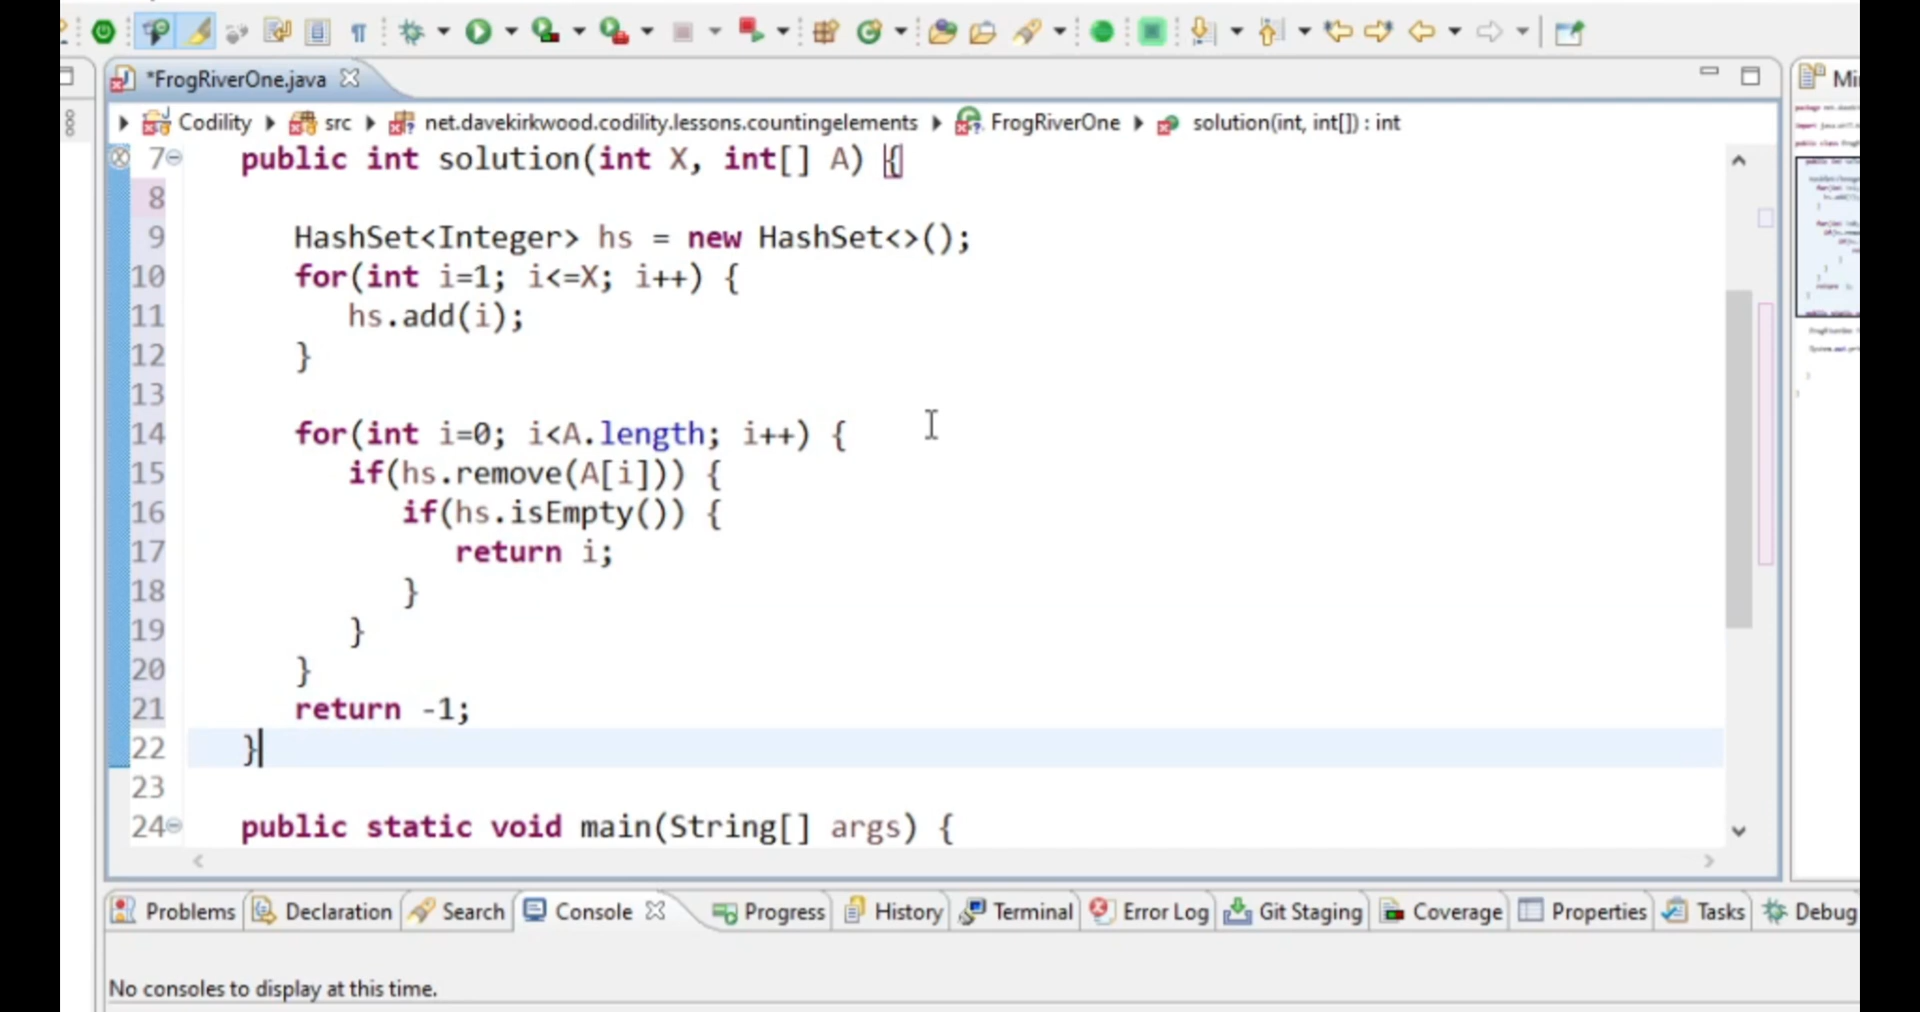 *FrogRiverOne.java
Mi
Codility src net.davekirkwood.codility.lessons.countingelements FrogRiverOne solution(int, int[]) : int
7 public int solution(int X, int[] A) {
8
9 HashSet<Integer> hs = new HashSet<>();
10 for(int i=1; i<=X; i++) {
11 hs.add(i);
12 }
13
14 for(int i=0; i<A.length; i++) {
15 if(hs.remove(A[i])) {
16 if(hs.isEmpty()) {
17 return i;
18 }
19 }
20 }
21 return -1;
22 }
23
24 public static void main(String[] args) {
Problems Declaration Search Console Progress History Terminal Error Log Git Staging Coverage Properties Tasks Debug
No consoles to display at this time.